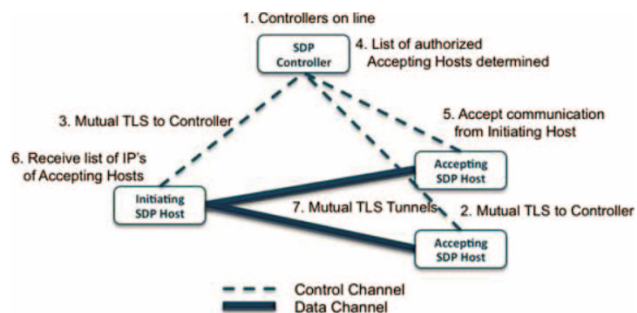 1. Controllers on line
SDP
Controller
4. List of authorized
Accepting Hosts determined
3. Mutual TLS to Controller
5. Accept communication
from Initiating Host
6. Receive list of IP's
of Accepting Hosts
Accepting
SDP Host
Initiating
SDP Host
7. Mutual TLS Tunnels
2. Mutual TLS to Controller
Accepting
SDP Host
Control Channel
Data Channel